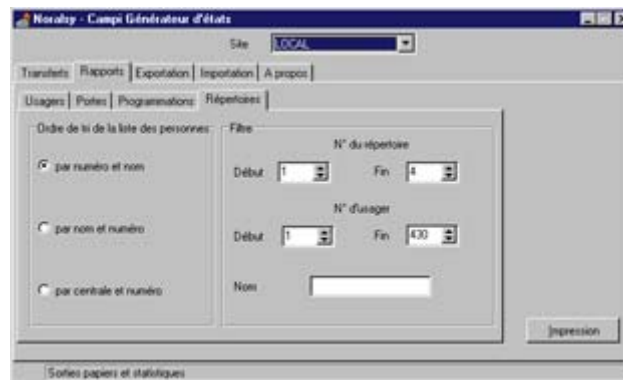 Noralsy - Campi Générateur d'états
Site LOCAL
Transferts Rapports Exportation Importation A propos
Usagers Portes Programmations Répertoires
Ordre de tri de la liste des personnes
par numéro et nom
par nom et numéro
par centrale et numéro
Filtre
N° du répertoire
Début 1 Fin 4
N° d'usager
Début 1 Fin 430
Nom
Impression
Sorties papiers et statistiques